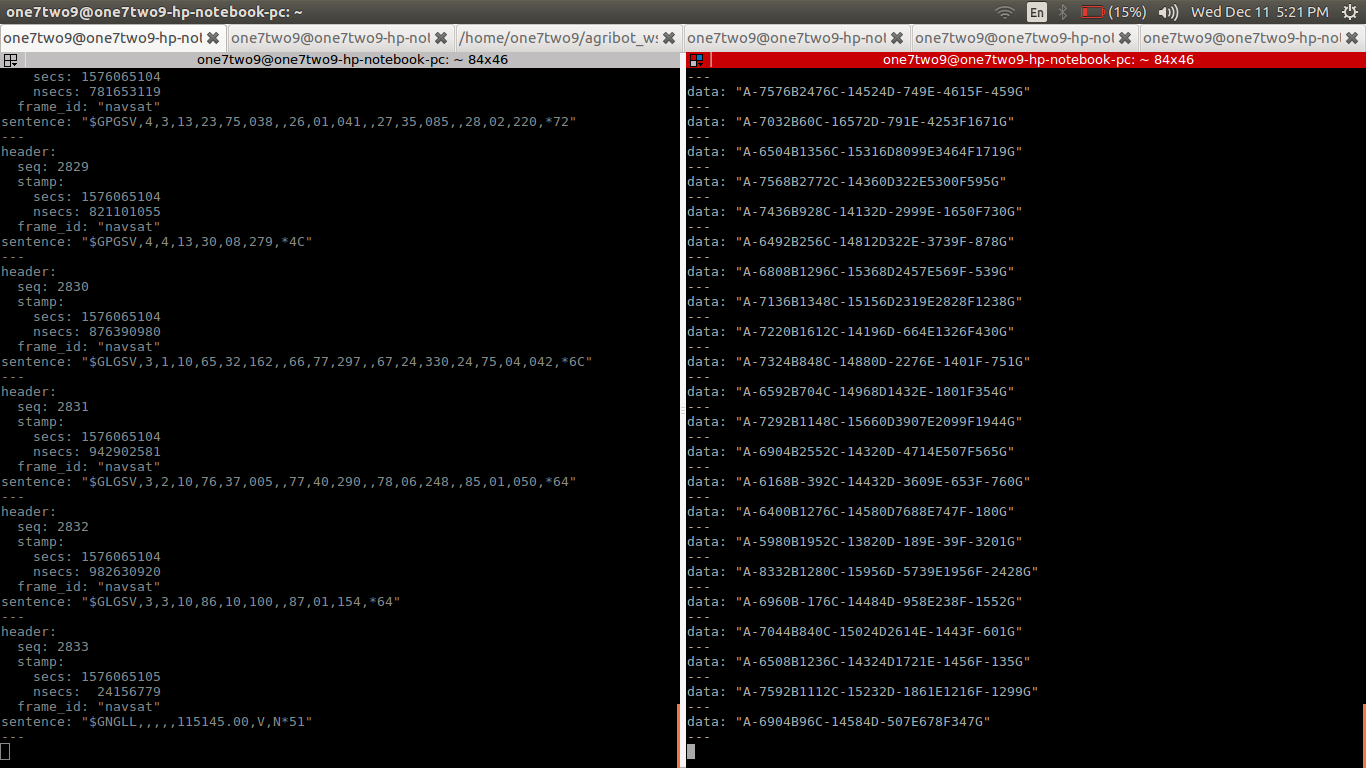 one7two9@one7two9-hp-notebook-pc: ~
En
(15%)
Wed Dec 11 5:21 PM
one7two9@one7two9-hp-not
one7two9@one7two9-hp-not
/home/one7two9/agribot_ws
one7two9@one7two9-hp-not
one7two9@one7two9-hp-not
one7two9@one7two9-hp-not
one7two9@one7two9-hp-notebook-pc: ~ 84x46
    secs: 1576065104
    nsecs: 781653119
  frame_id: "navsat"
sentence: "$GPGSV,4,3,13,23,75,038,,26,01,041,,27,35,085,,28,02,220,*72"
---
header:
  seq: 2829
  stamp:
    secs: 1576065104
    nsecs: 821101055
  frame_id: "navsat"
sentence: "$GPGSV,4,4,13,30,08,279,*4C"
---
header:
  seq: 2830
  stamp:
    secs: 1576065104
    nsecs: 876390980
  frame_id: "navsat"
sentence: "$GLGSV,3,1,10,65,32,162,,66,77,297,,67,24,330,24,75,04,042,*6C"
---
header:
  seq: 2831
  stamp:
    secs: 1576065104
    nsecs: 942902581
  frame_id: "navsat"
sentence: "$GLGSV,3,2,10,76,37,005,,77,40,290,,78,06,248,,85,01,050,*64"
---
header:
  seq: 2832
  stamp:
    secs: 1576065104
    nsecs: 982630920
  frame_id: "navsat"
sentence: "$GLGSV,3,3,10,86,10,100,,87,01,154,*64"
---
header:
  seq: 2833
  stamp:
    secs: 1576065105
    nsecs:  24156779
  frame_id: "navsat"
sentence: "$GNGLL,,,,,115145.00,V,N*51"
---
one7two9@one7two9-hp-notebook-pc: ~ 84x46
---
data: "A-7576B2476C-14524D-749E-4615F-459G"
---
data: "A-7032B60C-16572D-791E-4253F1671G"
---
data: "A-6504B1356C-15316D8099E3464F1719G"
---
data: "A-7568B2772C-14360D322E5300F595G"
---
data: "A-7436B928C-14132D-2999E-1650F730G"
---
data: "A-6492B256C-14812D322E-3739F-878G"
---
data: "A-6808B1296C-15368D2457E569F-539G"
---
data: "A-7136B1348C-15156D2319E2828F1238G"
---
data: "A-7220B1612C-14196D-664E1326F430G"
---
data: "A-7324B848C-14880D-2276E-1401F-751G"
---
data: "A-6592B704C-14968D1432E-1801F354G"
---
data: "A-7292B1148C-15660D3907E2099F1944G"
---
data: "A-6904B2552C-14320D-4714E507F565G"
---
data: "A-6168B-392C-14432D-3609E-653F-760G"
---
data: "A-6400B1276C-14580D7688E747F-180G"
---
data: "A-5980B1952C-13820D-189E-39F-3201G"
---
data: "A-8332B1280C-15956D-5739E1956F-2428G"
---
data: "A-6960B-176C-14484D-958E238F-1552G"
---
data: "A-7044B840C-15024D2614E-1443F-601G"
---
data: "A-6508B1236C-14324D1721E-1456F-135G"
---
data: "A-7592B1112C-15232D-1861E1216F-1299G"
---
data: "A-6904B96C-14584D-507E678F347G"
---